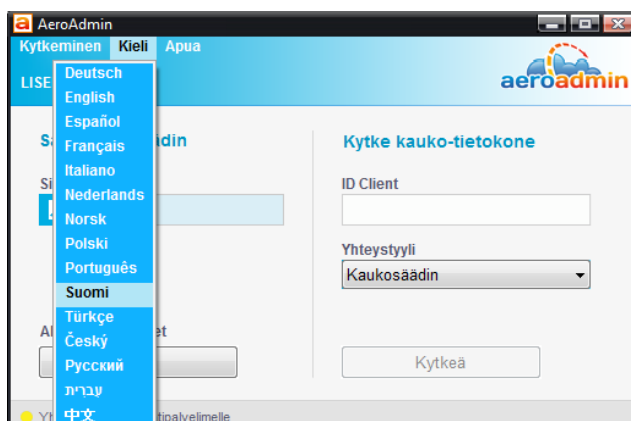 AeroAdmin
Kytkeminen Kieli Apua
aeroadmin
Deutsch
English
Español
Français
Italiano
Nederlands
Norsk
Polski
Português
Suomi
Türkçe
Český
Русский
עברית
中文
Kytke kauko-tietokone
ID Client
Yhteystyyli
Kaukosäädin
Kytkeä